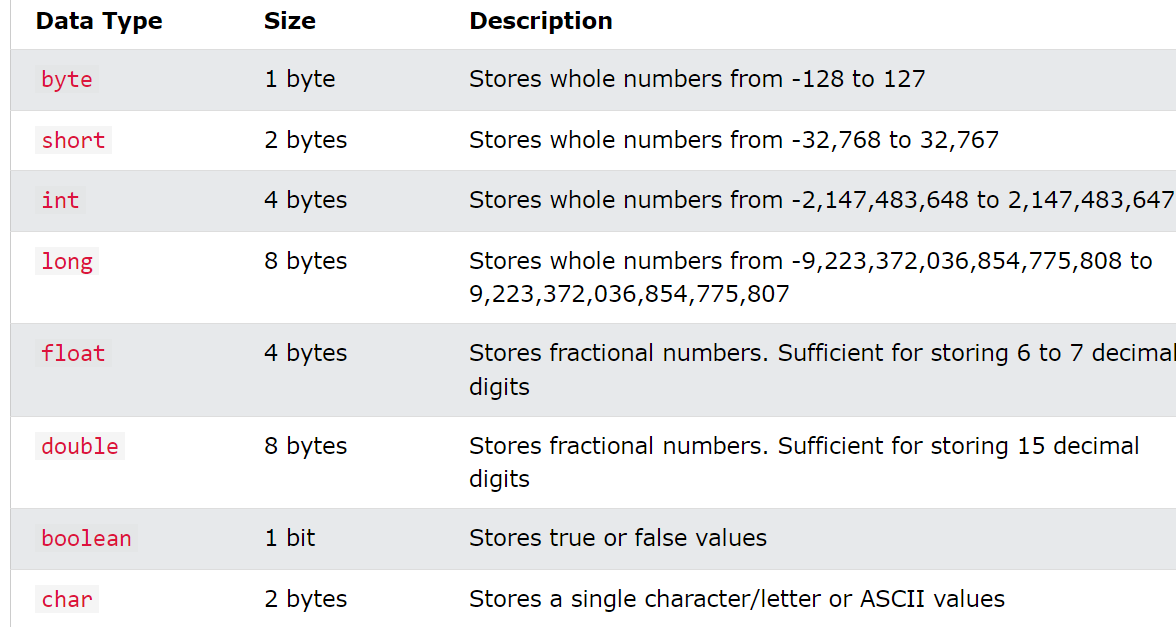 Data Type Size Description
byte 1 byte Stores whole numbers from -128 to 127
short 2 bytes Stores whole numbers from -32,768 to 32,767
int 4 bytes Stores whole numbers from -2,147,483,648 to 2,147,483,647
long 8 bytes Stores whole numbers from -9,223,372,036,854,775,808 to
9,223,372,036,854,775,807
float 4 bytes Stores fractional numbers. Sufficient for storing 6 to 7 decimal
digits
double 8 bytes Stores fractional numbers. Sufficient for storing 15 decimal
digits
boolean 1 bit Stores true or false values
char 2 bytes Stores a single character/letter or ASCII values